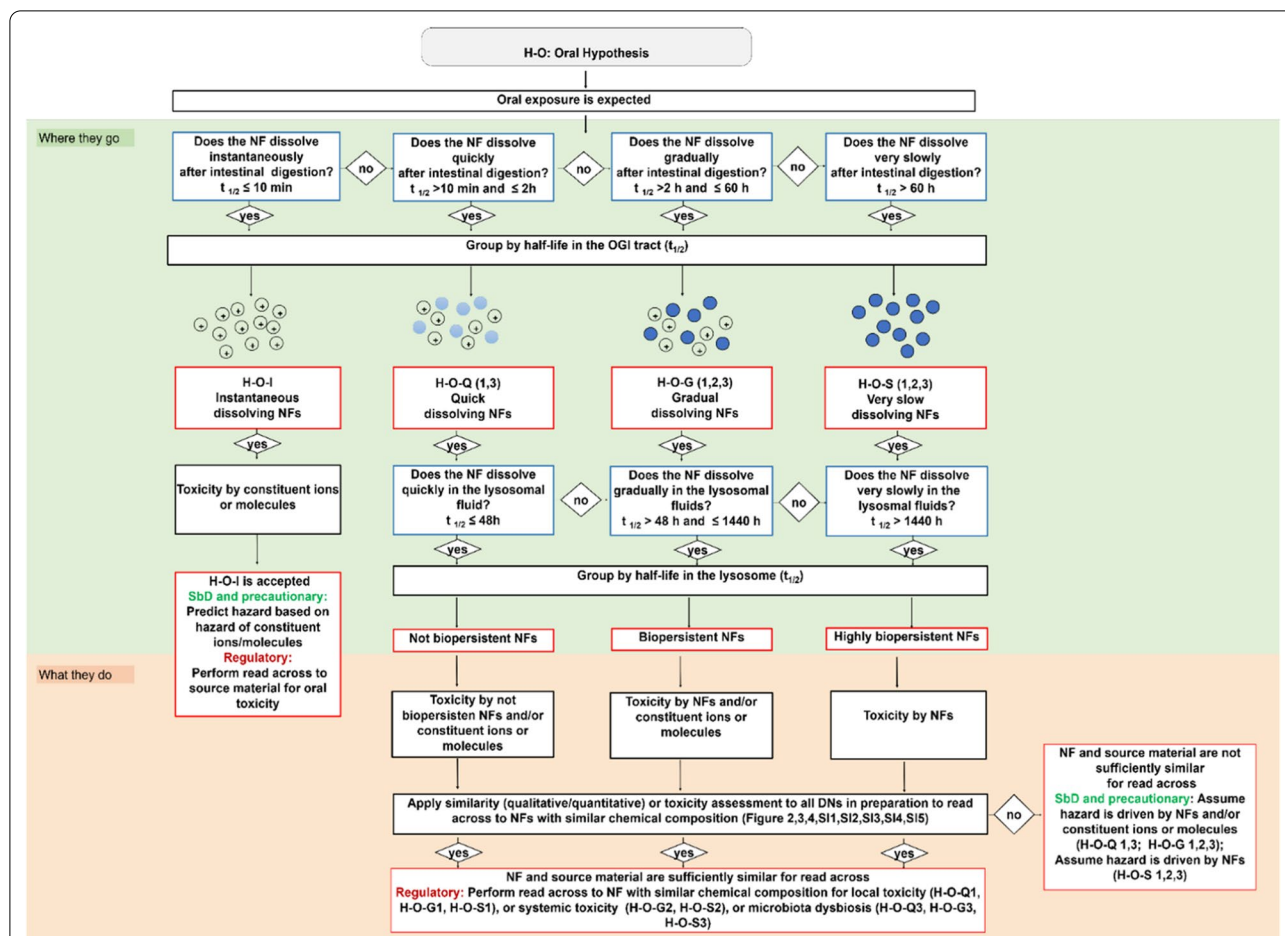 H-O: Oral Hypothesis
Oral exposure is expected
Where they go
Does the NF dissolve
instantaneously
after intestinal digestion?
t 1/2 ≤ 10 min
no
Does the NF dissolve
quickly
after intestinal digestion?
t 1/2 >10 min and ≤ 2h
no
Does the NF dissolve
gradually
after intestinal digestion?
t 1/2 >2 h and ≤ 60 h
no
Does the NF dissolve
very slowly
after intestinal digestion?
t 1/2 > 60 h
yes
yes
yes
yes
Group by half-life in the OGI tract (t1/2)
H-O-I
Instantaneous
dissolving NFs
H-O-Q (1,3)
Quick
dissolving NFs
H-O-G (1,2,3)
Gradual
dissolving NFs
H-O-S (1,2,3)
Very slow
dissolving NFs
yes
yes
yes
yes
Toxicity by constituent ions
or molecules
Does the NF dissolve
quickly in the lysosomal
fluid?
t 1/2 ≤ 48h
no
Does the NF dissolve
gradually in the lysosomal
fluids?
t 1/2 > 48 h and ≤ 1440 h
no
Does the NF dissolve
very slowly in the
lysosmal fluids?
t 1/2 > 1440 h
yes
yes
yes
Group by half-life in the lysosome (t1/2)
H-O-I is accepted
SbD and precautionary:
Predict hazard based on
hazard of constituent
ions/molecules
Regulatory:
Perform read across to
source material for oral
toxicity
Not biopersistent NFs
Biopersistent NFs
Highly biopersistent NFs
What they do
Toxicity by not
biopersisten NFs and/or
constituent ions or
molecules
Toxicity by NFs and/or
constituent ions or
molecules
Toxicity by NFs
Apply similarity (qualitative/quantitative) or toxicity assessment to all DNs in preparation to read
across to NFs with similar chemical composition (Figure 2,3,4,SI1,SI2,SI3,SI4,SI5)
no
NF and source material are not
sufficiently similar
for read across
SbD and precautionary: Assume
hazard is driven by NFs and/or
constituent ions or molecules
(H-O-Q 1,3; H-O-G 1,2,3);
Assume hazard is driven by NFs
(H-O-S 1,2,3)
yes
yes
yes
NF and source material are sufficiently similar for read across
Regulatory: Perform read across to NF with similar chemical composition for local toxicity (H-O-Q1,
H-O-G1, H-O-S1), or systemic toxicity (H-O-G2, H-O-S2), or microbiota dysbiosis (H-O-Q3, H-O-G3,
H-O-S3)